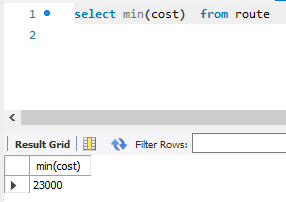 1 select min(cost)  from route
2
Result Grid Filter Rows:
min(cost)
23000